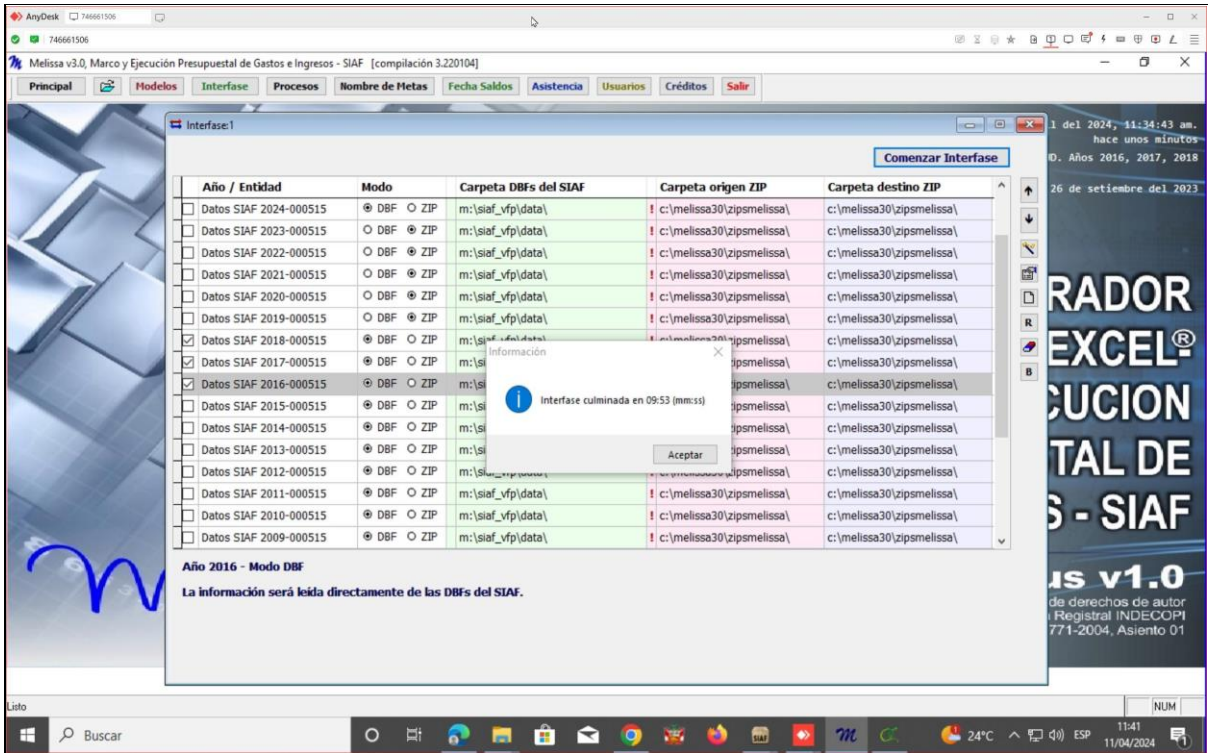 AnyDesk 746661506
746661506
Melissa v3.0, Marco y Ejecución Presupuestal de Gastos e Ingresos - SIAF [compilación 3.220104]
Principal Modelos Interfase Procesos Nombre de Metas Fecha Saldos Asistencia Usuarios Créditos Salir
Interfase:1
1 del 2024, 11:34:43 am.
hace unos minutos
Comenzar Interfase
D. Años 2016, 2017, 2018
Año / Entidad Modo Carpeta DBFs del SIAF Carpeta origen ZIP Carpeta destino ZIP
26 de setiembre del 2023
Datos SIAF 2024-000515 DBF ZIP m:\siaf_vfp\data\ ! c:\melissa30\zipsmelissa\ c:\melissa30\zipsmelissa\
Datos SIAF 2023-000515 DBF ZIP m:\siaf_vfp\data\ ! c:\melissa30\zipsmelissa\ c:\melissa30\zipsmelissa\
Datos SIAF 2022-000515 DBF ZIP m:\siaf_vfp\data\ ! c:\melissa30\zipsmelissa\ c:\melissa30\zipsmelissa\
Datos SIAF 2021-000515 DBF ZIP m:\siaf_vfp\data\ ! c:\melissa30\zipsmelissa\ c:\melissa30\zipsmelissa\
Datos SIAF 2020-000515 DBF ZIP m:\siaf_vfp\data\ ! c:\melissa30\zipsmelissa\ c:\melissa30\zipsmelissa\
Datos SIAF 2019-000515 DBF ZIP m:\siaf_vfp\data\ ! c:\melissa30\zipsmelissa\ c:\melissa30\zipsmelissa\
Datos SIAF 2018-000515 DBF ZIP m:\siaf_vfp\data\ ! c:\melissa30\zipsmelissa\ c:\melissa30\zipsmelissa\
Datos SIAF 2017-000515 DBF ZIP m:\si ipsmelissa\ c:\melissa30\zipsmelissa\
Datos SIAF 2016-000515 DBF ZIP m:\si zipsmelissa\ c:\melissa30\zipsmelissa\
Datos SIAF 2015-000515 DBF ZIP m:\si zipsmelissa\ c:\melissa30\zipsmelissa\
Datos SIAF 2014-000515 DBF ZIP m:\si zipsmelissa\ c:\melissa30\zipsmelissa\
Datos SIAF 2013-000515 DBF ZIP m:\si zipsmelissa\ c:\melissa30\zipsmelissa\
Datos SIAF 2012-000515 DBF ZIP m:\siaf_vfp\data\ ! c:\melissa30\zipsmelissa\ c:\melissa30\zipsmelissa\
Datos SIAF 2011-000515 DBF ZIP m:\siaf_vfp\data\ ! c:\melissa30\zipsmelissa\ c:\melissa30\zipsmelissa\
Datos SIAF 2010-000515 DBF ZIP m:\siaf_vfp\data\ ! c:\melissa30\zipsmelissa\ c:\melissa30\zipsmelissa\
Datos SIAF 2009-000515 DBF ZIP m:\siaf_vfp\data\ ! c:\melissa30\zipsmelissa\ c:\melissa30\zipsmelissa\
Información
Interfase culminada en 09:53 (mm:ss)
Aceptar
R
B
RADOR
EXCEL®
CUCION
TAL DE
S - SIAF
Año 2016 - Modo DBF
La información será leída directamente de las DBFs del SIAF.
us v1.0
de derechos de autor
Registral INDECOPI
771-2004, Asiento 01
Listo NUM
Buscar SIAF 24°C ESP 11:41
11/04/2024